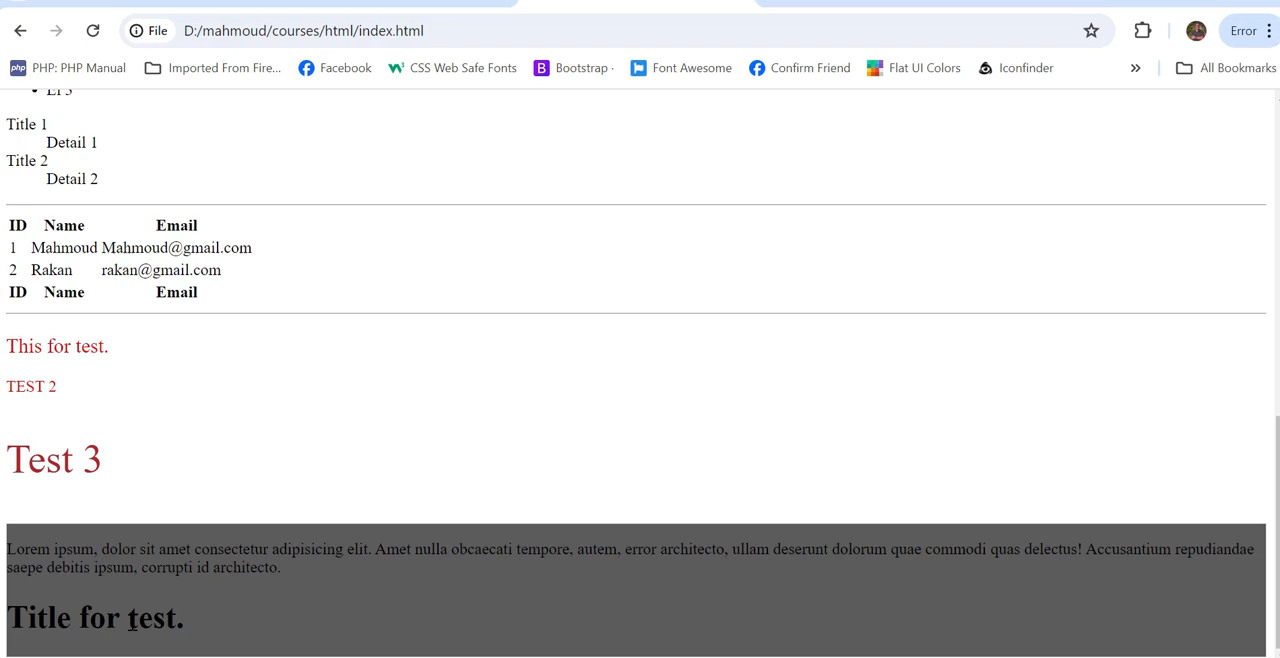 File D:/mahmoud/courses/html/index.html Error
php PHP: PHP Manual Imported From Fire... Facebook CSS Web Safe Fonts B Bootstrap · Font Awesome Confirm Friend Flat UI Colors Iconfinder » All Bookmarks
Title 1
Detail 1
Title 2
Detail 2
ID Name Email
1 Mahmoud Mahmoud@gmail.com
2 Rakan rakan@gmail.com
ID Name Email
This for test.
TEST 2
Test 3
Lorem ipsum, dolor sit amet consectetur adipisicing elit. Amet nulla obcaecati tempore, autem, error architecto, ullam deserunt dolorum quae commodi quas delectus! Accusantium repudiandae
saepe debitis ipsum, corrupti id architecto.
Title for test.